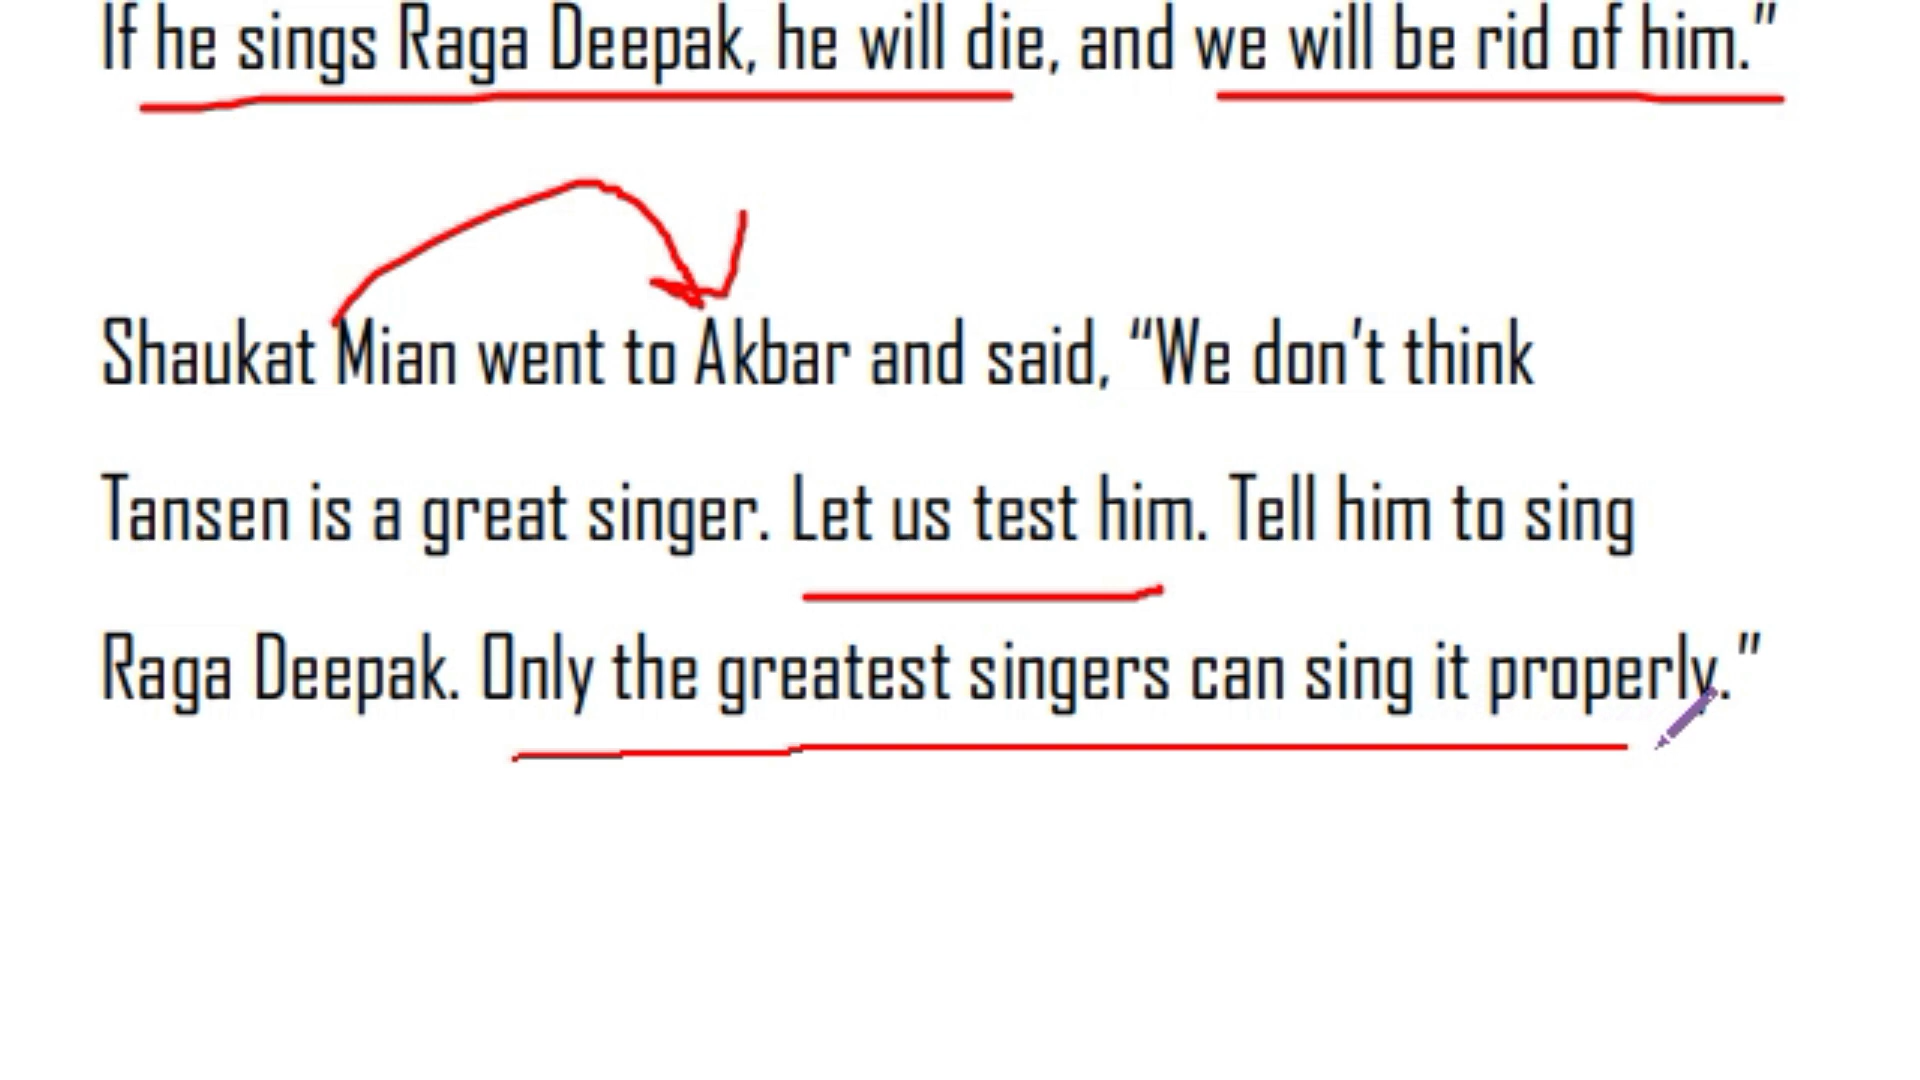 If he sings Raga Deepak, he will die, and we will be rid of him.”
Shaukat Mian went to Akbar and said, “We don’t think
Tansen is a great singer. Let us test him. Tell him to sing
Raga Deepak. Only the greatest singers can sing it properly.”